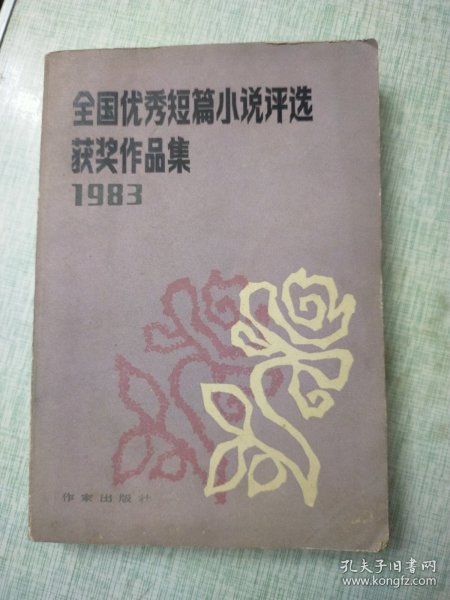 全国优秀短篇小说评选
获奖作品集
1983
作家出版社
孔夫子旧书网
www.kongfz.com